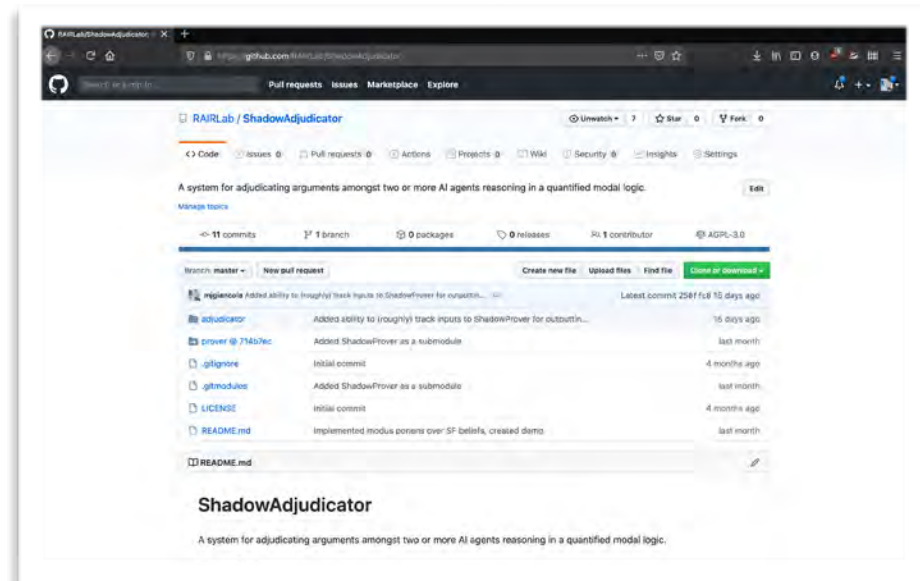 RAIRLab/ShadowAdjudicator:
github.com/RAIRLab/ShadowAdjudicator
Search or jump to...
Pull requests Issues Marketplace Explore
RAIRLab / ShadowAdjudicator
Unwatch 7 Star 0 Fork 0
Code Issues 0 Pull requests 0 Actions Projects 0 Wiki Security 0 Insights Settings
A system for adjudicating arguments amongst two or more AI agents reasoning in a quantified modal logic.
Edit
Manage topics
11 commits 1 branch 0 packages 0 releases 1 contributor AGPL-3.0
Branch: master New pull request Create new file Upload files Find file Clone or download
mjgiancola Added ability to (roughly) track inputs to ShadowProver for outputtin... Latest commit 15 days ago
adjudicator Added ability to (roughly) track inputs to ShadowProver for outputtin... 15 days ago
prover @ 714b7ec Added ShadowProver as a submodule last month
.gitignore Initial commit 4 months ago
.gitmodules Added ShadowProver as a submodule last month
LICENSE Initial commit 4 months ago
README.md Implemented modus ponens over SF beliefs, created demo last month
README.md
ShadowAdjudicator
A system for adjudicating arguments amongst two or more AI agents reasoning in a quantified modal logic.